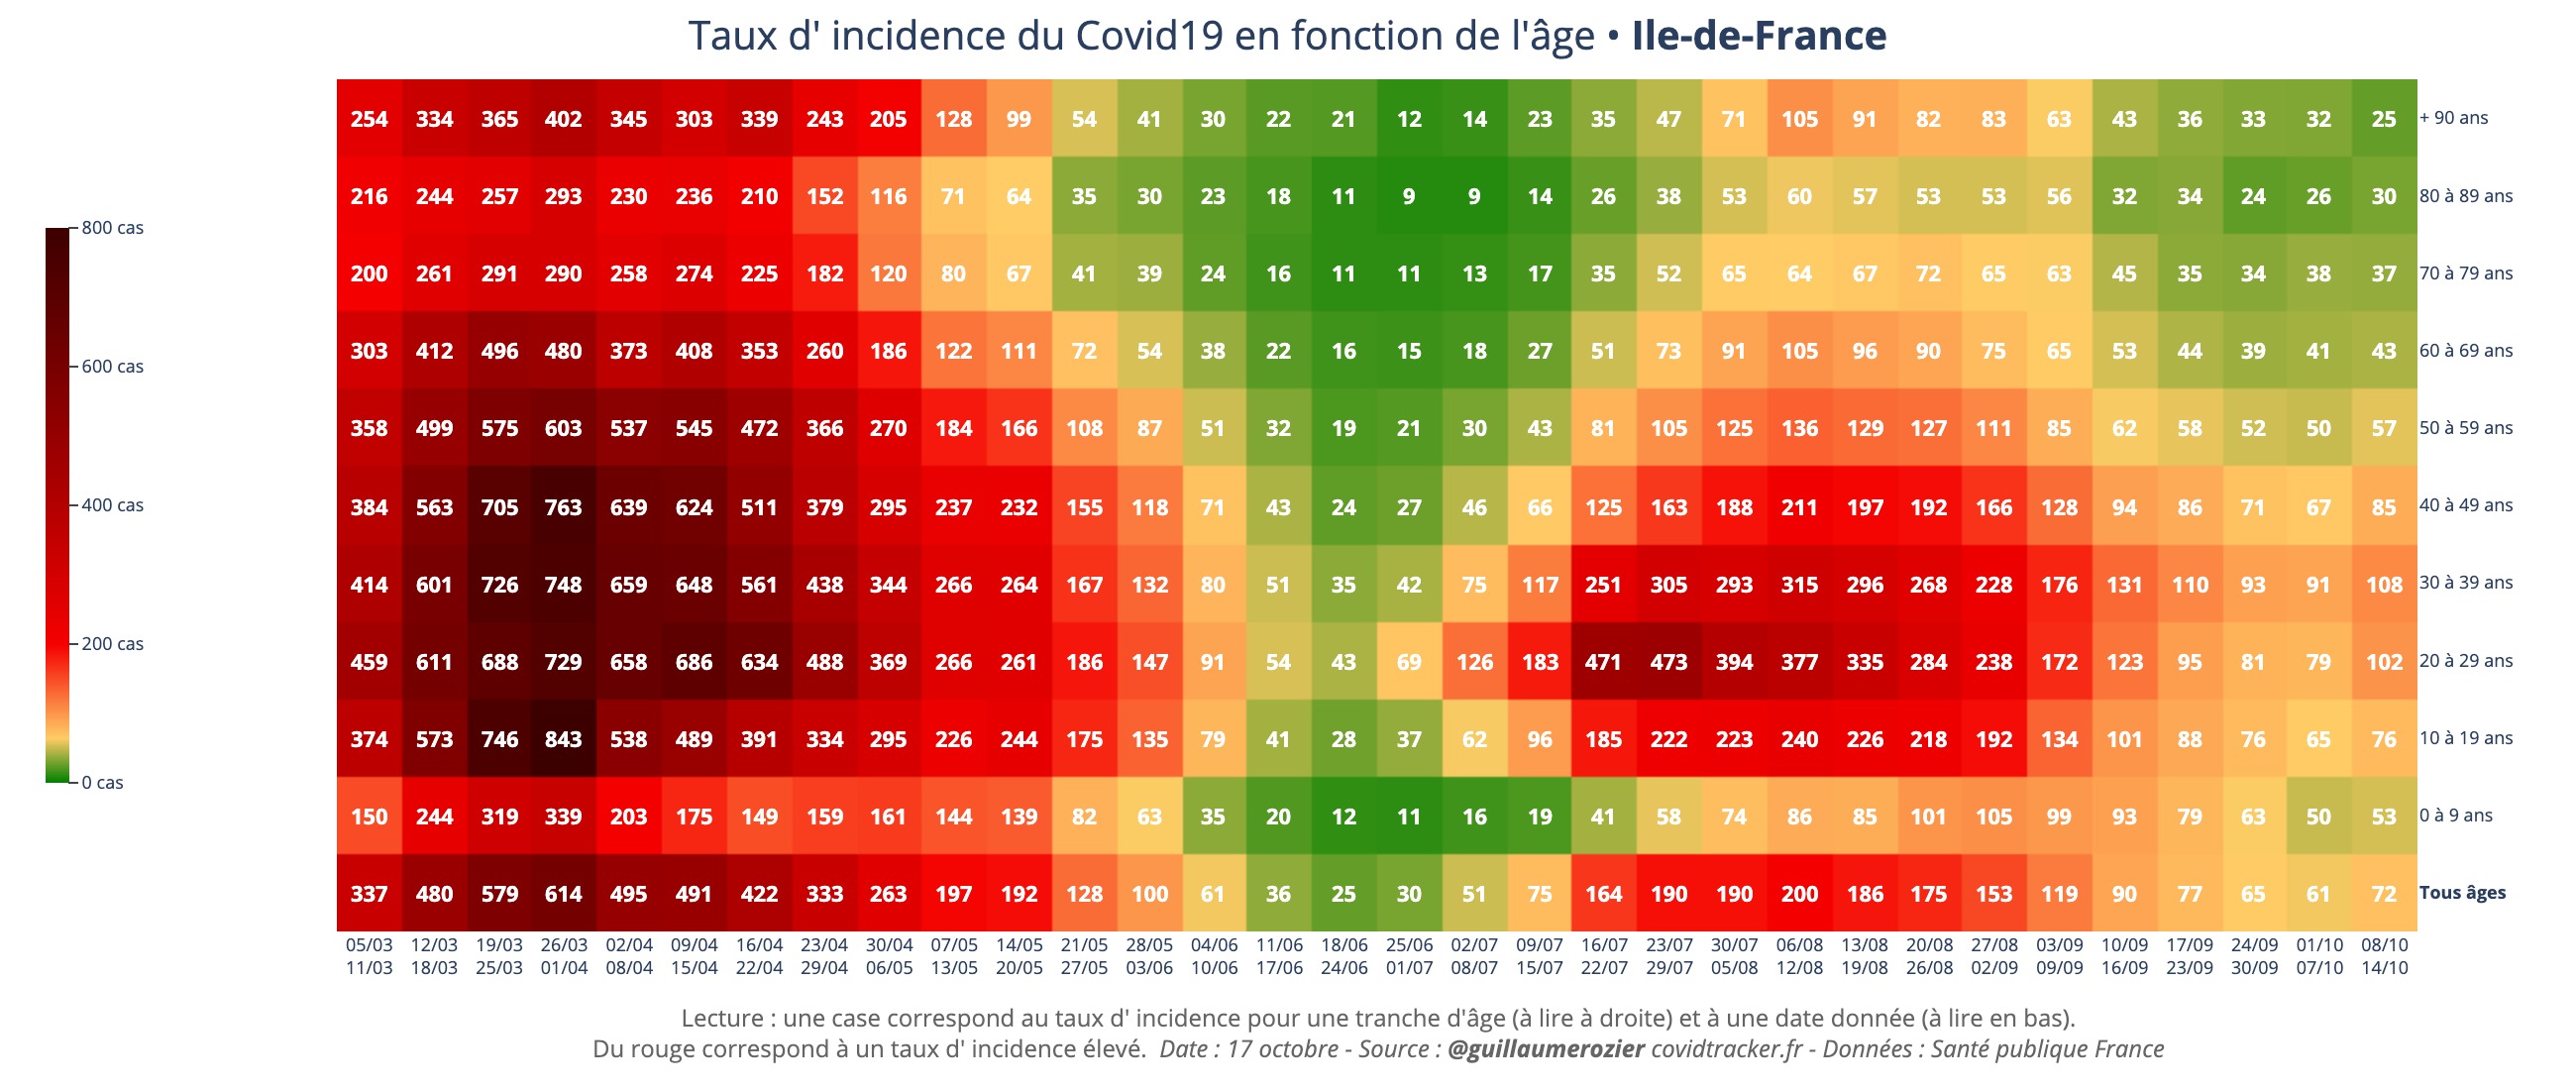 Taux d' incidence du Covid19 en fonction de l'âge • Ile-de-France
800 cas
600 cas
400 cas
200 cas
0 cas
254 334 365 402 345 303 339 243 205 128 99 54 41 30 22 21 12 14 23 35 47 71 105 91 82 83 63 43 36 33 32 25 + 90 ans
216 244 257 293 230 236 210 152 116 71 64 35 30 23 18 11 9 9 14 26 38 53 60 57 53 53 56 32 34 24 26 30 80 à 89 ans
200 261 291 290 258 274 225 182 120 80 67 41 39 24 16 11 11 13 17 35 52 65 64 67 72 65 63 45 35 34 38 37 70 à 79 ans
303 412 496 480 373 408 353 260 186 122 111 72 54 38 22 16 15 18 27 51 73 91 105 96 90 75 65 53 44 39 41 43 60 à 69 ans
358 499 575 603 537 545 472 366 270 184 166 108 87 51 32 19 21 30 43 81 105 125 136 129 127 111 85 62 58 52 50 57 50 à 59 ans
384 563 705 763 639 624 511 379 295 237 232 155 118 71 43 24 27 46 66 125 163 188 211 197 192 166 128 94 86 71 67 85 40 à 49 ans
414 601 726 748 659 648 561 438 344 266 264 167 132 80 51 35 42 75 117 251 305 293 315 296 268 228 176 131 110 93 91 108 30 à 39 ans
459 611 688 729 658 686 634 488 369 266 261 186 147 91 54 43 69 126 183 471 473 394 377 335 284 238 172 123 95 81 79 102 20 à 29 ans
374 573 746 843 538 489 391 334 295 226 244 175 135 79 41 28 37 62 96 185 222 223 240 226 218 192 134 101 88 76 65 76 10 à 19 ans
150 244 319 339 203 175 149 159 161 144 139 82 63 35 20 12 11 16 19 41 58 74 86 85 101 105 99 93 79 63 50 53 0 à 9 ans
337 480 579 614 495 491 422 333 263 197 192 128 100 61 36 25 30 51 75 164 190 190 200 186 175 153 119 90 77 65 61 72 Tous âges
05/03 12/03 19/03 26/03 02/04 09/04 16/04 23/04 30/04 07/05 14/05 21/05 28/05 04/06 11/06 18/06 25/06 02/07 09/07 16/07 23/07 30/07 06/08 13/08 20/08 27/08 03/09 10/09 17/09 24/09 01/10 08/10
11/03 18/03 25/03 01/04 08/04 15/04 22/04 29/04 06/05 13/05 20/05 27/05 03/06 10/06 17/06 24/06 01/07 08/07 15/07 22/07 29/07 05/08 12/08 19/08 26/08 02/09 09/09 16/09 23/09 30/09 07/10 14/10
Lecture : une case correspond au taux d' incidence pour une tranche d'âge (à lire à droite) et à une date donnée (à lire en bas).
Du rouge correspond à un taux d' incidence élevé. Date : 17 octobre - Source : @guillaumerozier covidtracker.fr - Données : Santé publique France